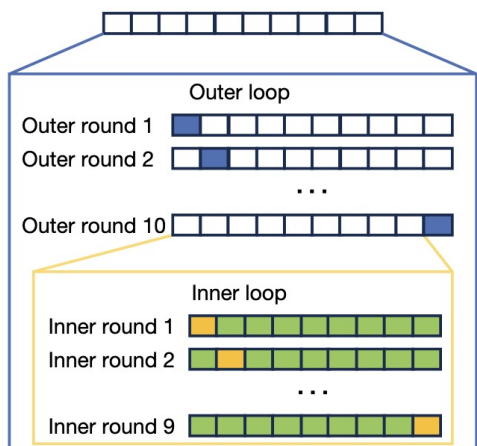 Outer loop
Outer round 1
Outer round 2
...
Outer round 10
Inner loop
Inner round 1
Inner round 2
...
Inner round 9